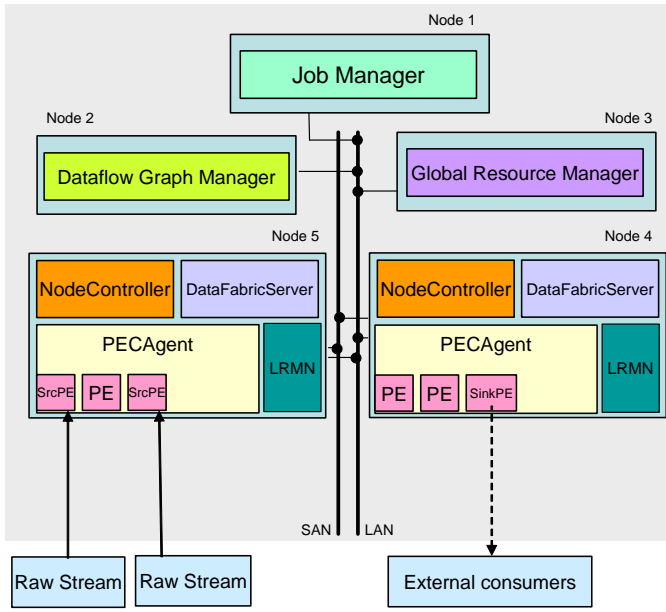 Node 1
Job Manager
Node 2
Node 3
Dataflow Graph Manager
Global Resource Manager
Node 5
Node 4
NodeController
DataFabricServer
NodeController
DataFabricServer
PECAgent
LRMN
PECAgent
LRMN
SrcPE
PE
SrcPE
PE
PE
SinkPE
SAN
LAN
Raw Stream
Raw Stream
External consumers